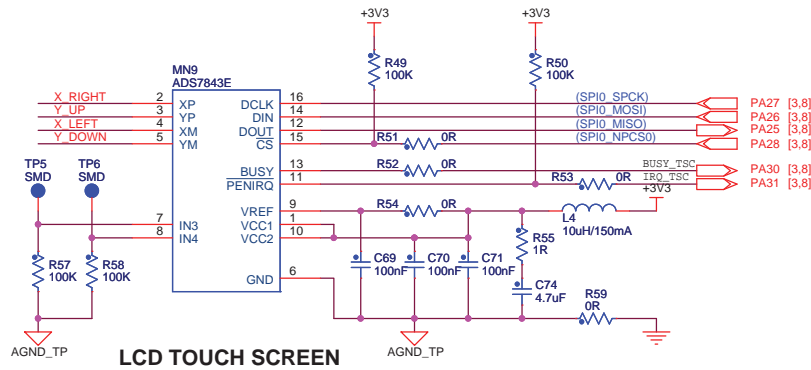 +3V3
+3V3
R49
100K
R50
100K
MN9
ADS7843E
X_RIGHT
2
XP
DCLK
16
(SPI0_SPCK)
PA27 [3,8]
Y_UP
3
YP
DIN
14
(SPI0_MOSI)
PA26 [3,8]
X_LEFT
4
XM
DOUT
12
(SPI0_MISO)
PA25 [3,8]
Y_DOWN
5
YM
CS
15
R51
0R
(SPI0_NPCS0)
PA28 [3,8]
TP5
SMD
TP6
SMD
BUSY
13
R52
0R
BUSY_TSC
PA30 [3,8]
PENIRQ
11
R53
0R
IRQ_TSC
PA31 [3,8]
+3V3
7
IN3
VREF
9
R54
0R
L4
10uH/150mA
8
IN4
VCC1
1
VCC2
10
R55
1R
R57
100K
R58
100K
C69
100nF
C70
100nF
C71
100nF
GND
6
C74
4.7uF
R59
0R
AGND_TP
LCD TOUCH SCREEN
AGND_TP